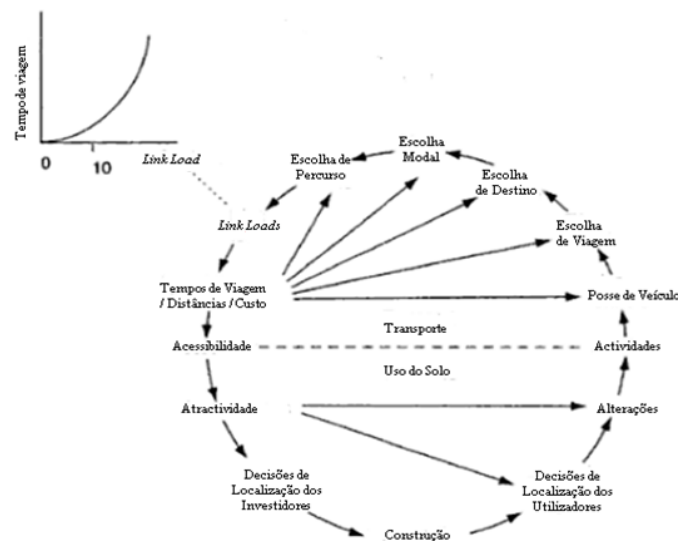 Tempo de viagem
0
10
Link Load
Escolha
Modal
Escolha de
Percurso
Escolha
de Destino
Link Loads
Escolha
de Viagem
Tempos de Viagem
/ Distâncias / Custo
Posse de Veículo
Transporte
Acessibilidade
Actividades
Uso do Solo
Atractividade
Alterações
Decisões de
Localização dos
Investidores
Decisões de
Localização dos
Utilizadores
Construção